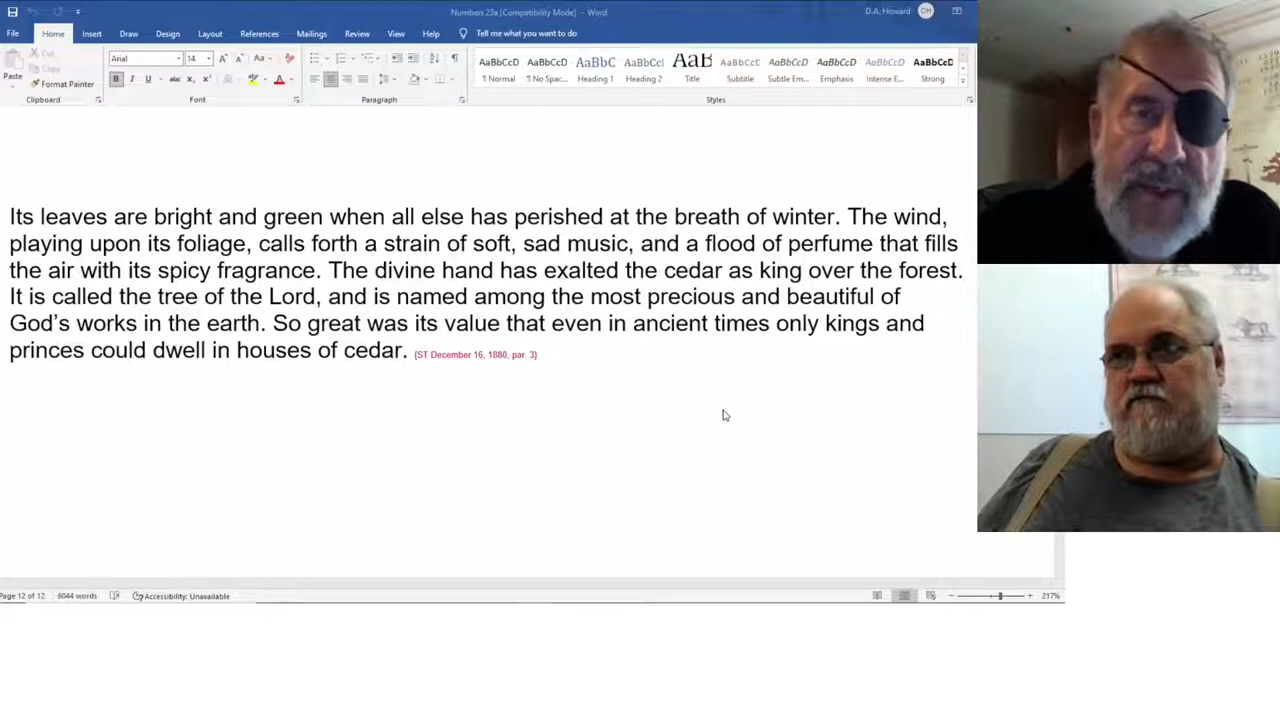 Numbers 23a [Compatibility Mode] - Word
D.A. Howard
CH
File Home Insert Draw Design Layout References Mailings Review View Help Tell me what you want to do
Paste
Cut
Copy
Format Painter
Arial 14
AaBbCcD AaBbCcD AaBbC AaBbCcD AaB AaBbCcD AaBbCcD AaBbCcD AaBbCcD AaBbCcD
¶ Normal ¶ No Spac... Heading 1 Heading 2 Title Subtitle Subtle Em... Emphasis Intense E... Strong
Clipboard Font Paragraph Styles
Its leaves are bright and green when all else has perished at the breath of winter. The wind,
playing upon its foliage, calls forth a strain of soft, sad music, and a flood of perfume that fills
the air with its spicy fragrance. The divine hand has exalted the cedar as king over the forest.
It is called the tree of the Lord, and is named among the most precious and beautiful of
God's works in the earth. So great was its value that even in ancient times only kings and
princes could dwell in houses of cedar. {ST December 16, 1880, par. 3}
Page 12 of 12 6044 words Accessibility: Unavailable 217%